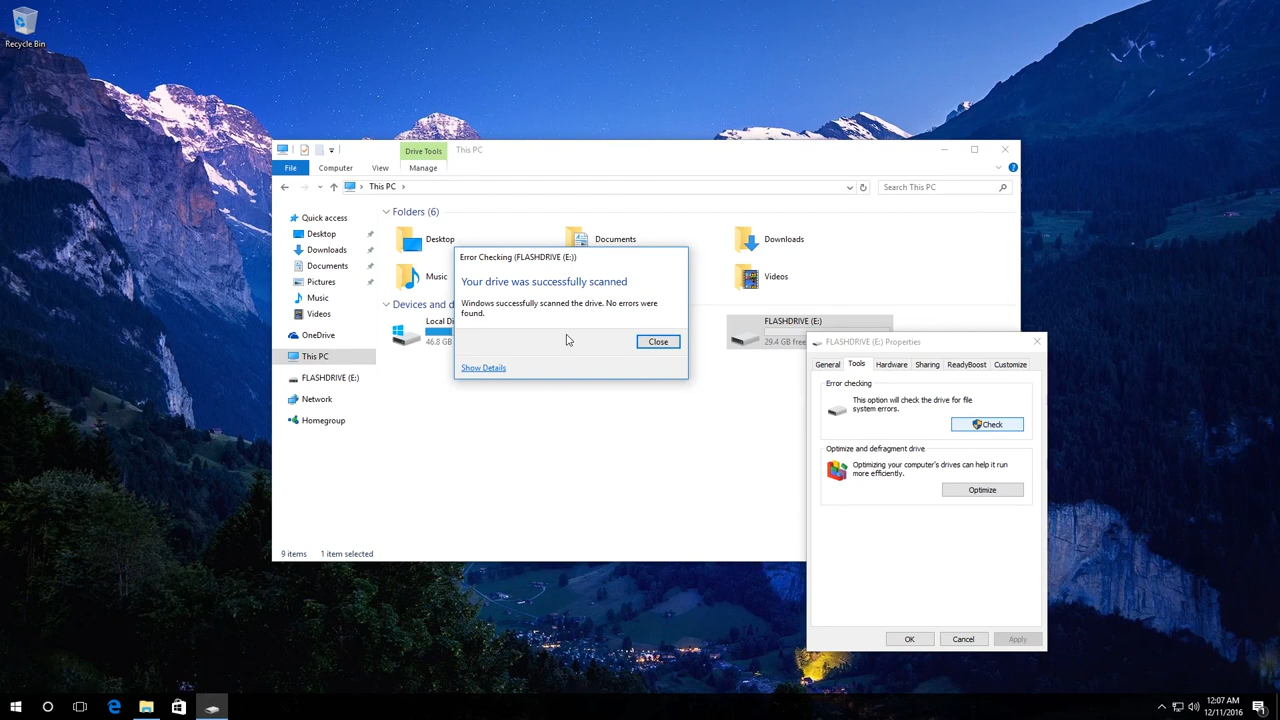 Recycle Bin
Drive Tools
This PC
File
Computer
View
Manage
This PC
Search This PC
Quick access
Desktop
Downloads
Documents
Pictures
Music
Videos
OneDrive
This PC
FLASHDRIVE (E:)
Network
Homegroup
Folders (6)
Desktop
Documents
Downloads
Music
Videos
Devices and d
Local Di
46.8 G
FLASHDRIVE (E:)
29.4 GB free
9 items
1 item selected
Error Checking (FLASHDRIVE (E:))
Your drive was successfully scanned
Windows successfully scanned the drive. No errors were
found.
Close
Show Details
FLASHDRIVE (E:) Properties
General
Tools
Hardware
Sharing
ReadyBoost
Customize
Error checking
This option will check the drive for file
system errors.
Check
Optimize and defragment drive
Optimizing your computer's drives can help it run
more efficiently.
Optimize
OK
Cancel
Apply
12:07 AM
12/11/2016
1